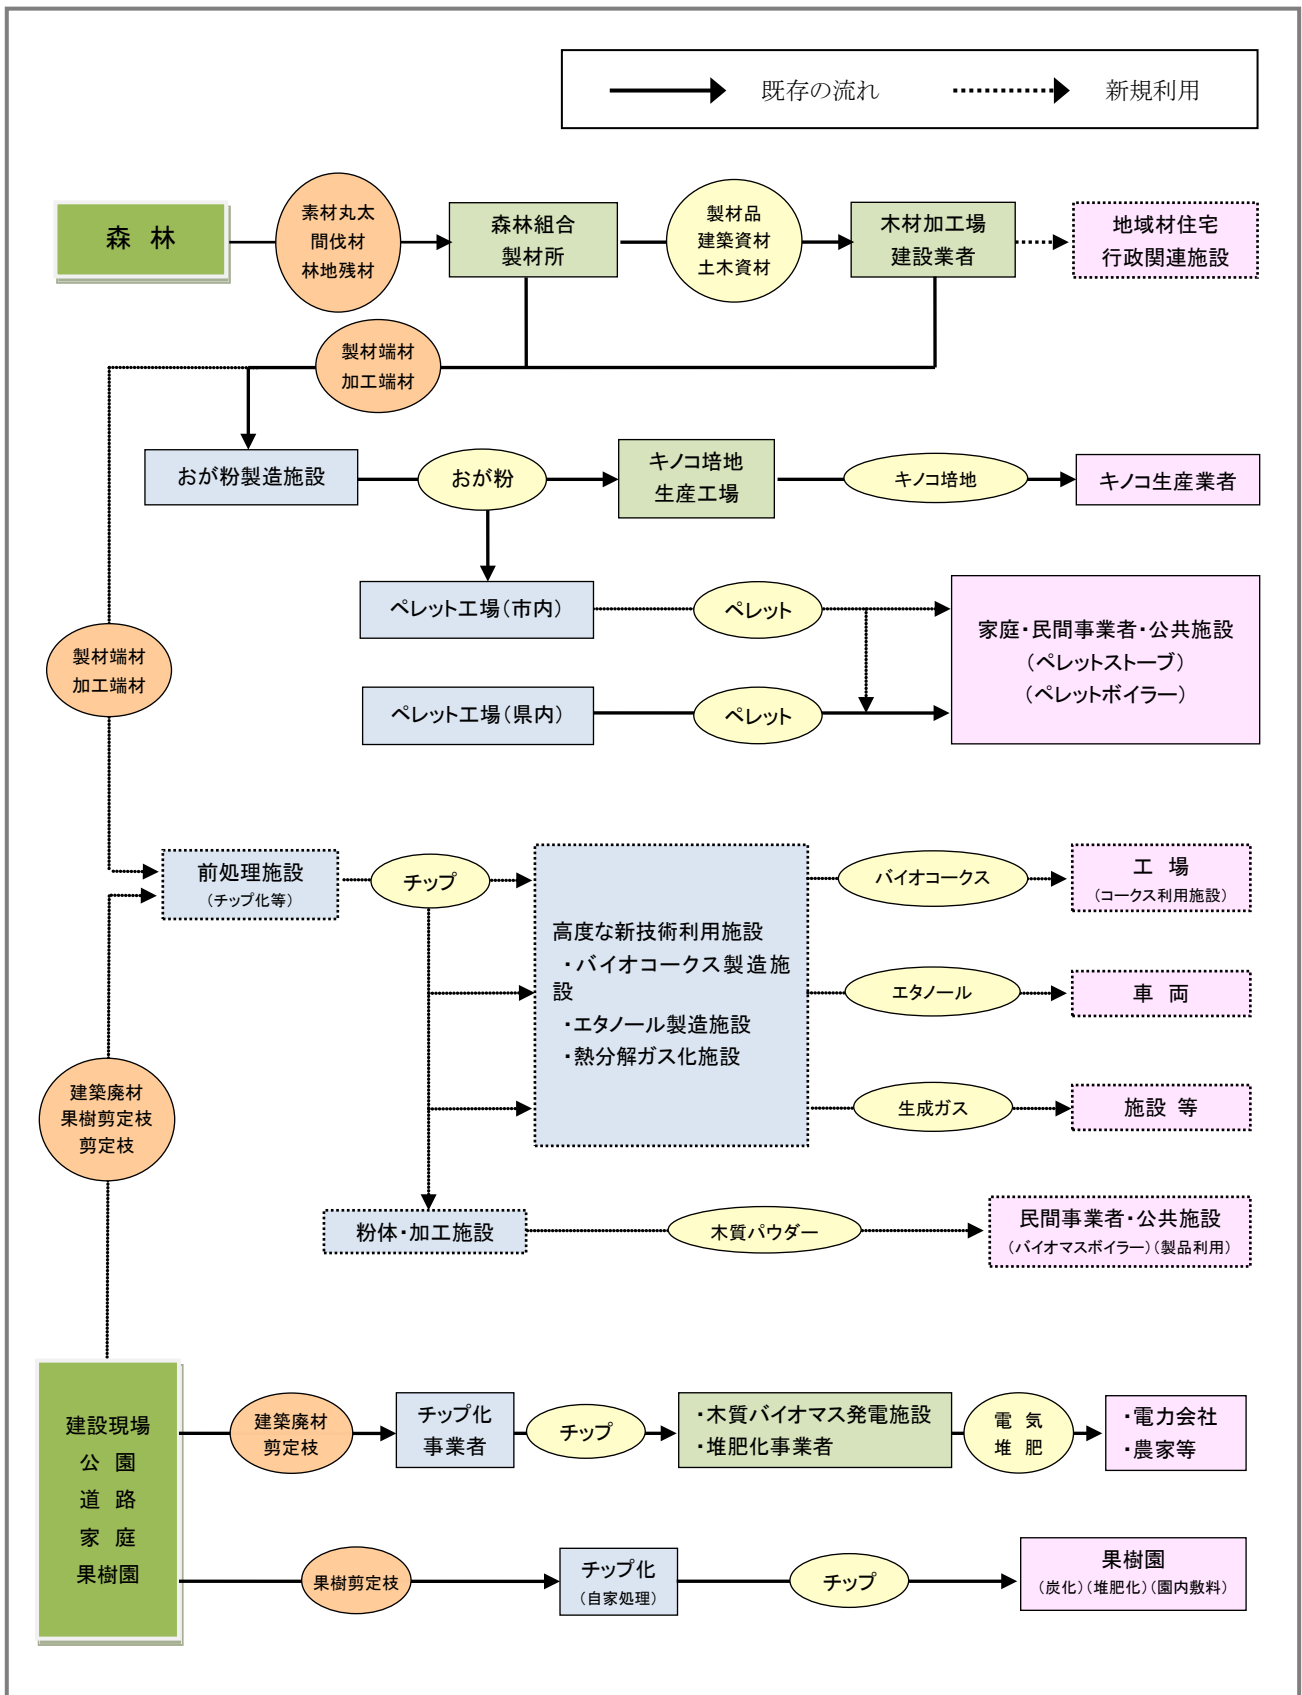 既存の流れ
新規利用
森 林
素材丸太
間伐材
林地残材
森林組合
製材所
製材品
建築資材
土木資材
木材加工場
建設業者
地域材住宅
行政関連施設
製材端材
加工端材
おが粉製造施設
おが粉
キノコ培地
生産工場
キノコ培地
キノコ生産業者
ペレット工場(市内)
ペレット
家庭・民間事業者・公共施設
(ペレットストーブ)
(ペレットボイラー)
製材端材
加工端材
ペレット工場(県内)
ペレット
前処理施設
(チップ化等)
チップ
高度な新技術利用施設
・バイオコークス製造施
設
・エタノール製造施設
・熱分解ガス化施設
バイオコークス
工 場
(コークス利用施設)
エタノール
車 両
生成ガス
施設 等
建築廃材
果樹剪定枝
剪定枝
粉体・加工施設
木質パウダー
民間事業者・公共施設
(バイオマスボイラー)(製品利用)
建設現場
公 園
道 路
家 庭
果樹園
建築廃材
剪定枝
チップ化
事業者
チップ
・木質バイオマス発電施設
・堆肥化事業者
電 気
堆 肥
・電力会社
・農家等
果樹剪定枝
チップ化
(自家処理)
チップ
果樹園
(炭化)(堆肥化)(園内敷料)